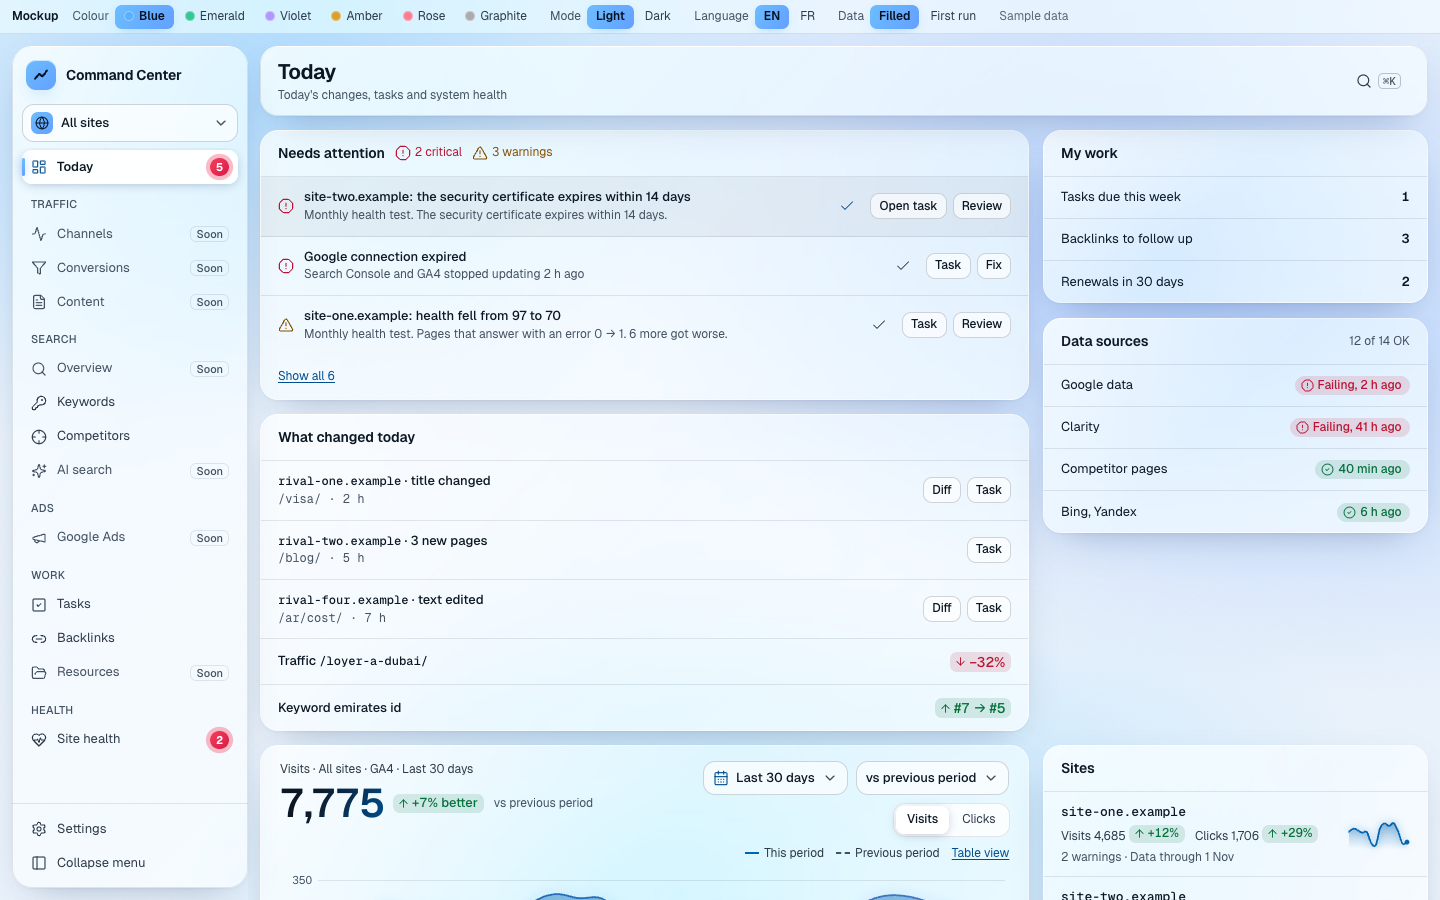 Mockup Colour Blue Emerald Violet Amber Rose Graphite Mode Light Dark Language EN FR Data Filled First run Sample data
Command Center
All sites
Today 5
TRAFFIC
Channels Soon
Conversions Soon
Content Soon
SEARCH
Overview Soon
Keywords
Competitors
AI search Soon
ADS
Google Ads Soon
WORK
Tasks
Backlinks
Resources Soon
HEALTH
Site health 2
Settings
Collapse menu
Today
Today's changes, tasks and system health
⌘K
Needs attention 2 critical 3 warnings
site-two.example: the security certificate expires within 14 days
Monthly health test. The security certificate expires within 14 days.
Open task Review
Google connection expired
Search Console and GA4 stopped updating 2 h ago
Task Fix
site-one.example: health fell from 97 to 70
Monthly health test. Pages that answer with an error 0 → 1. 6 more got worse.
Task Review
Show all 6
What changed today
rival-one.example · title changed
/visa/ · 2 h
Diff Task
rival-two.example · 3 new pages
/blog/ · 5 h
Task
rival-four.example · text edited
/ar/cost/ · 7 h
Diff Task
Traffic /loyer-a-dubai/ ↓ −32%
Keyword emirates id ↑ #7 → #5
Visits · All sites · GA4 · Last 30 days
7,775 ↑ +7% better vs previous period
Last 30 days vs previous period
Visits Clicks
This period Previous period Table view
350
My work
Tasks due this week 1
Backlinks to follow up 3
Renewals in 30 days 2
Data sources 12 of 14 OK
Google data Failing, 2 h ago
Clarity Failing, 41 h ago
Competitor pages 40 min ago
Bing, Yandex 6 h ago
Sites
site-one.example
Visits 4,685 ↑ +12% Clicks 1,706 ↑ +29%
2 warnings · Data through 1 Nov
site-two.example